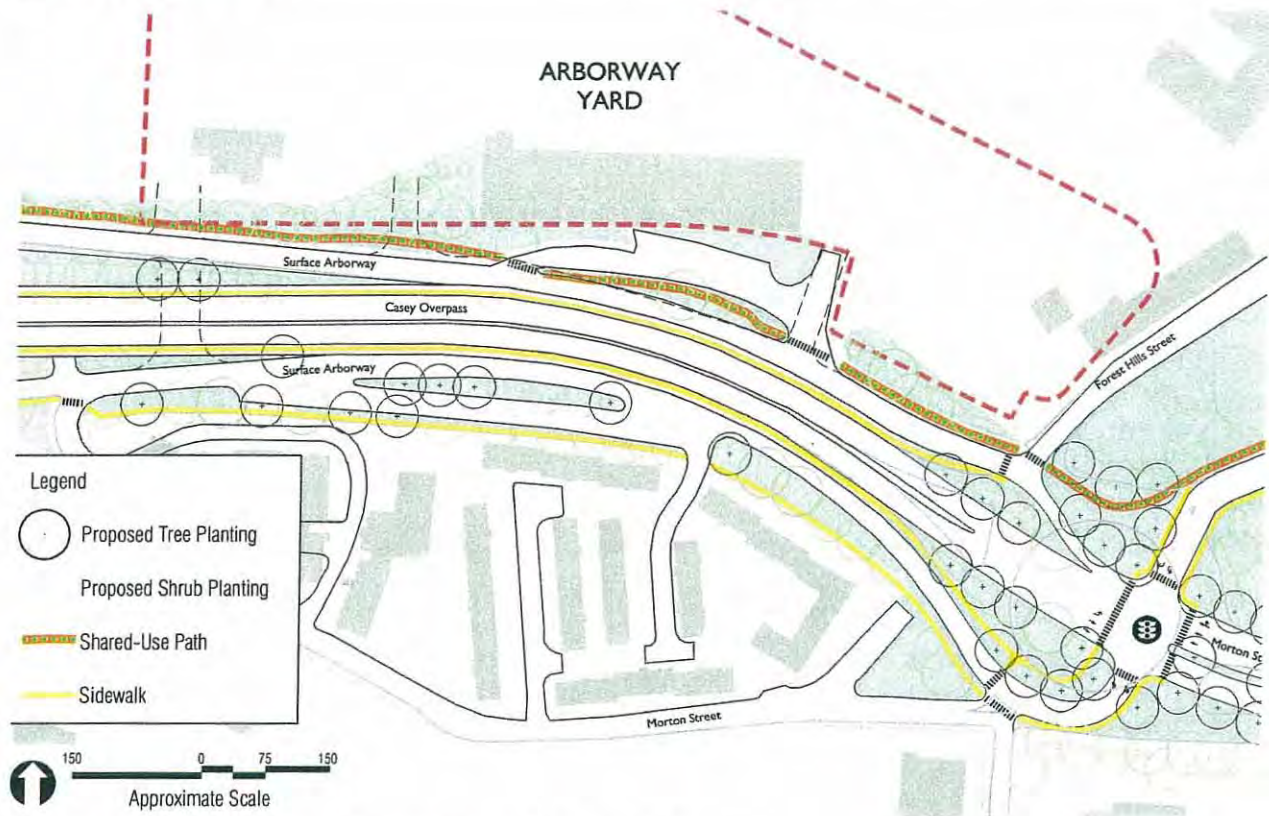 ARBORWAY
YARD
Surface Arborway
Casey Overpass
Surface Arborway
Forest Hills Street
Morton
Morton Street
Legend
Proposed Tree Planting
Proposed Shrub Planting
Shared-Use Path
Sidewalk
150 0 75 150
Approximate Scale